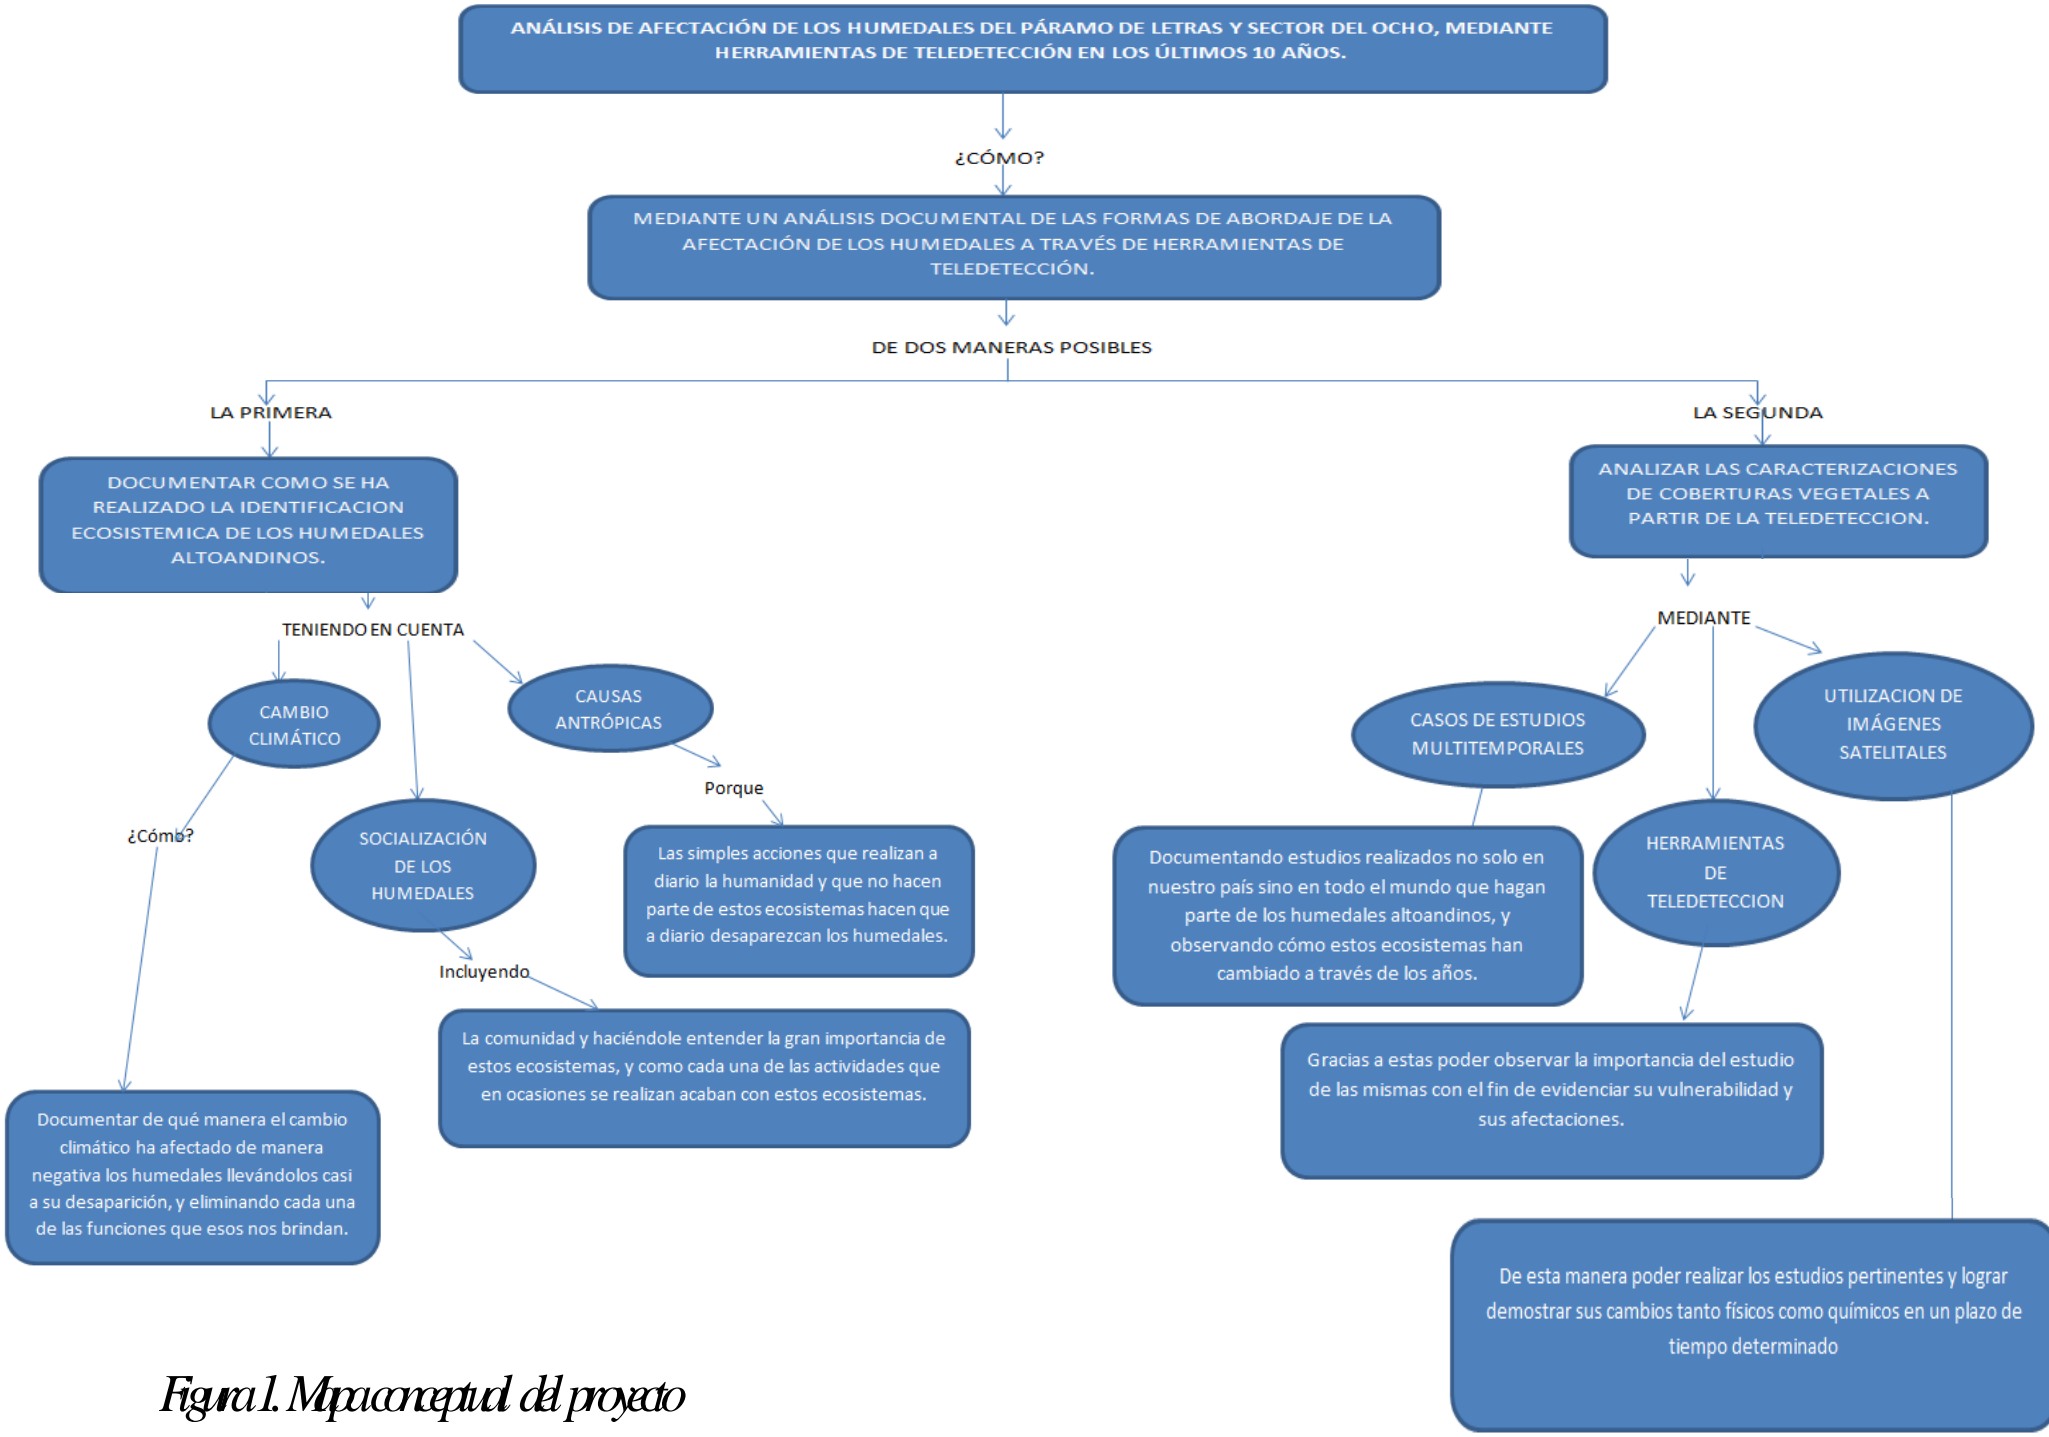 ANÁLISIS DE AFECTACIÓN DE LOS HUMEDALES DEL PÁRAMO DE LETRAS Y SECTOR DEL OCHO, MEDIANTE
HERRAMIENTAS DE TELEDETECCIÓN EN LOS ÚLTIMOS 10 AÑOS.
¿CÓMO?
MEDIANTE UN ANÁLISIS DOCUMENTAL DE LAS FORMAS DE ABORDAJE DE LA
AFECTACIÓN DE LOS HUMEDALES A TRAVÉS DE HERRAMIENTAS DE
TELEDETECCIÓN.
DE DOS MANERAS POSIBLES
LA PRIMERA
DOCUMENTAR COMO SE HA
REALIZADO LA IDENTIFICACION
ECOSISTEMICA DE LOS HUMEDALES
ALTOANDINOS.
TENIENDO EN CUENTA
CAMBIO
CLIMÁTICO
¿Cómo?
Documentar de qué manera el cambio
climático ha afectado de manera
negativa los humedales llevándolos casi
a su desaparición, y eliminando cada una
de las funciones que esos nos brindan.
SOCIALIZACIÓN
DE LOS
HUMEDALES
Incluyendo
La comunidad y haciéndole entender la gran importancia de
estos ecosistemas, y como cada una de las actividades que
en ocasiones se realizan acaban con estos ecosistemas.
CAUSAS
ANTRÓPICAS
Porque
Las simples acciones que realizan a
diario la humanidad y que no hacen
parte de estos ecosistemas hacen que
a diario desaparezcan los humedales.
LA SEGUNDA
ANALIZAR LAS CARACTERIZACIONES
DE COBERTURAS VEGETALES A
PARTIR DE LA TELEDETECCION.
MEDIANTE
CASOS DE ESTUDIOS
MULTITEMPORALES
Documentando estudios realizados no solo en
nuestro país sino en todo el mundo que hagan
parte de los humedales altoandinos, y
observando cómo estos ecosistemas han
cambiado a través de los años.
HERRAMIENTAS
DE
TELEDETECCION
Gracias a estas poder observar la importancia del estudio
de las mismas con el fin de evidenciar su vulnerabilidad y
sus afectaciones.
UTILIZACION DE
IMÁGENES
SATELITALES
De esta manera poder realizar los estudios pertinentes y lograr
demostrar sus cambios tanto físicos como químicos en un plazo de
tiempo determinado
Figura 1. Mapa conceptual del proyecto